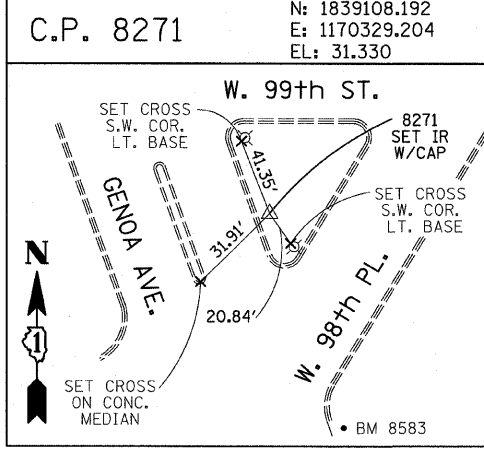 C.P. 8271
N: 1839108.192
E: 1170329.204
EL: 31.330
W. 99th ST.
SET CROSS
S.W. COR.
LT. BASE
8271
SET IR
W/CAP
41.35'
SET CROSS
S.W. COR.
LT. BASE
GENOA AVE.
31.91'
N
20.84'
W. 98th PL.
1
SET CROSS
ON CONC.
MEDIAN
BM 8583